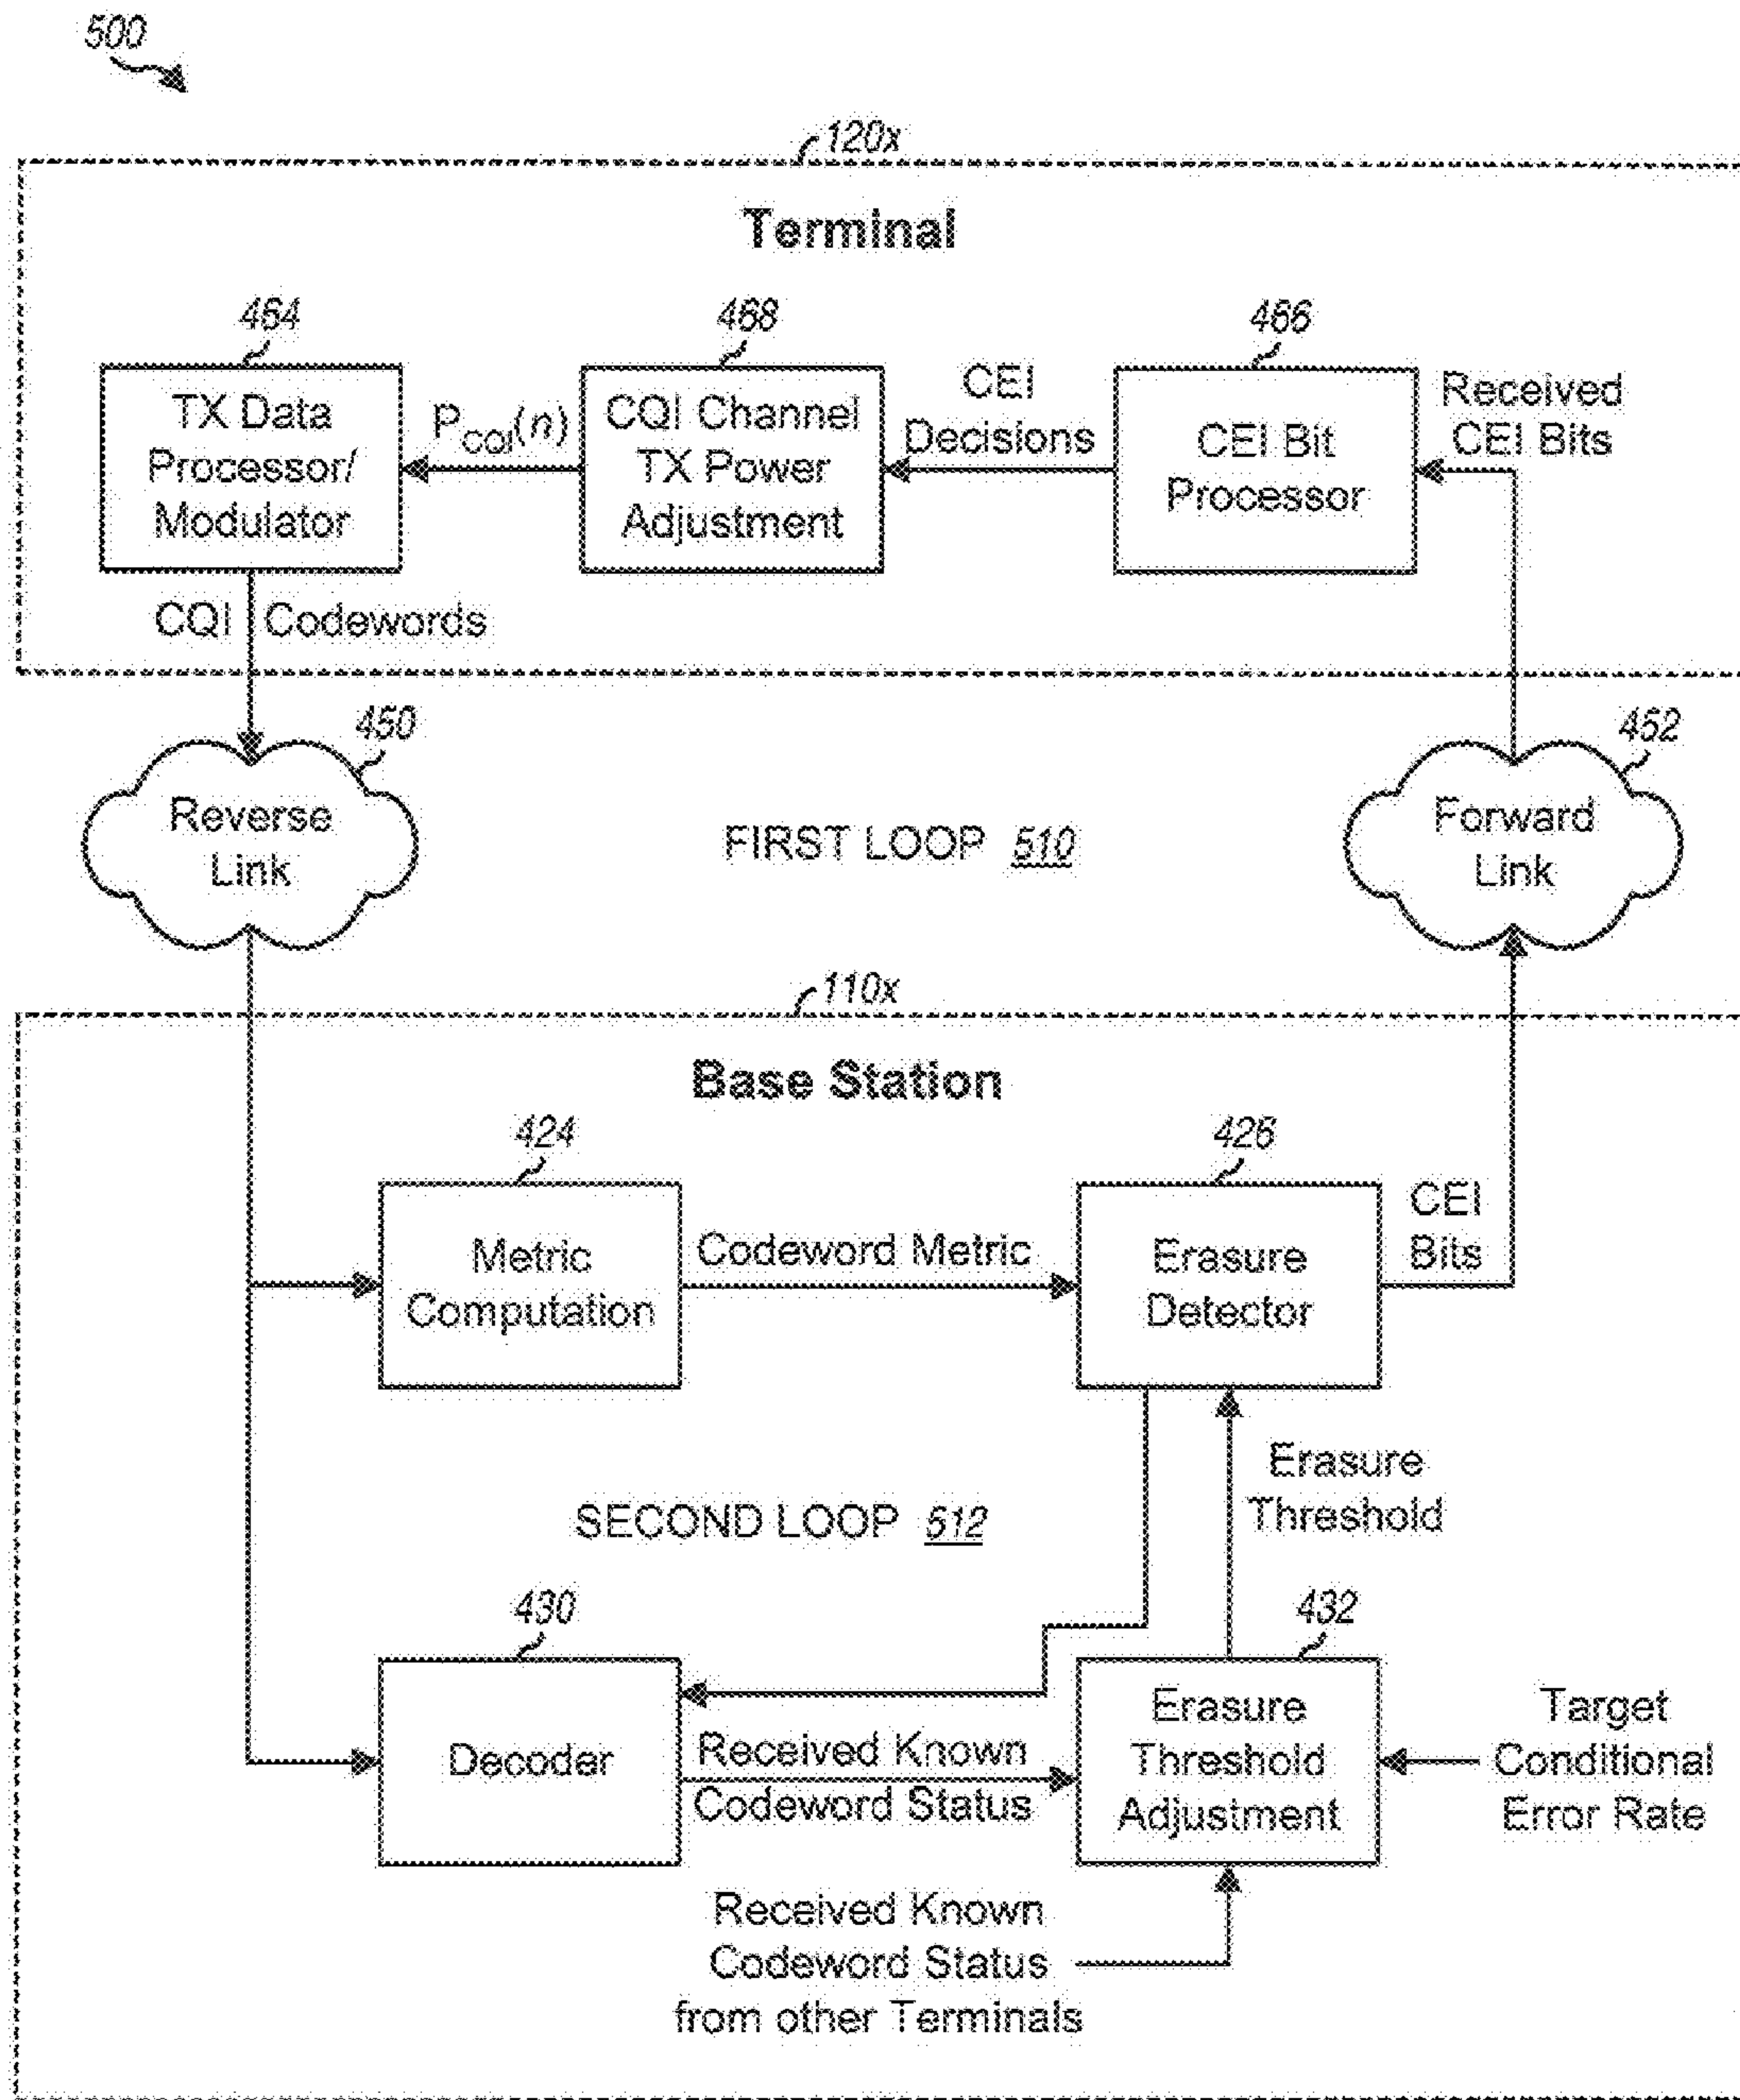 500
120x
Terminal
464
468
466
TX Data
Processor/
Modulator
P_CQI(n)
CQI Channel
TX Power
Adjustment
CEI
Decisions
CEI Bit
Processor
Received
CEI Bits
CQI Codewords
450
Reverse
Link
FIRST LOOP 510
452
Forward
Link
110x
Base Station
424
Metric
Computation
Codeword Metric
426
Erasure
Detector
CEI
Bits
Erasure
Threshold
SECOND LOOP 512
430
Decoder
Received Known
Codeword Status
432
Erasure
Threshold
Adjustment
Target
Conditional
Error Rate
Received Known
Codeword Status
from other Terminals